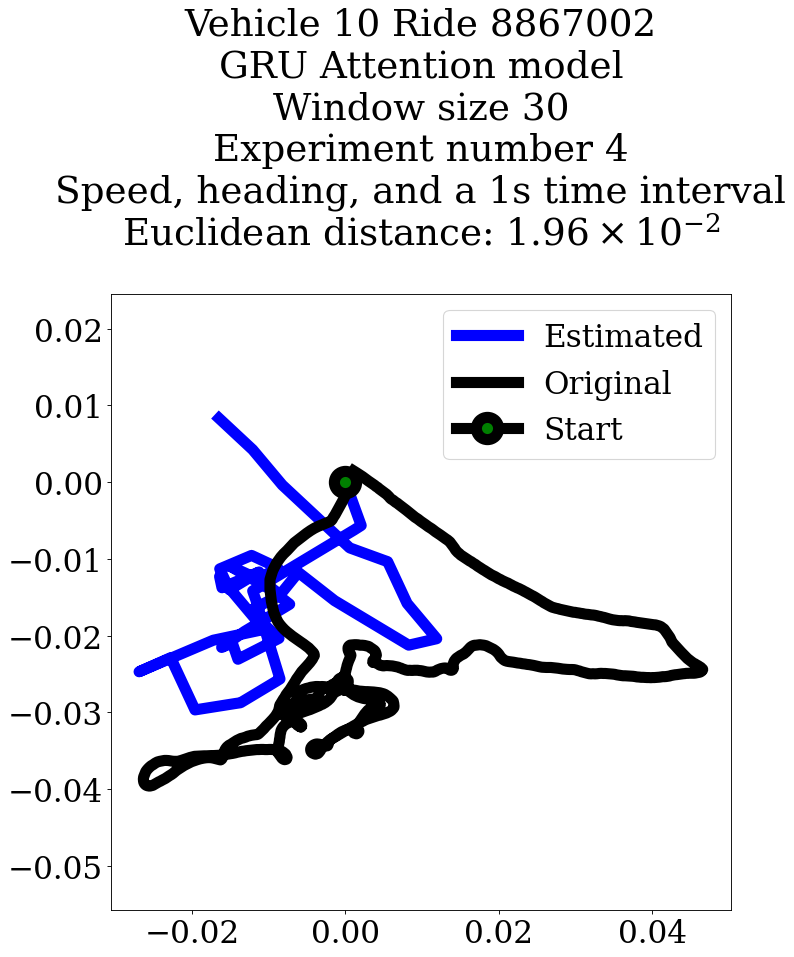 Vehicle 10 Ride 8867002
GRU Attention model
Window size 30
Experiment number 4
Speed, heading, and a 1s time interval
Euclidean distance: 1.96 × 10⁻²
Estimated
Original
Start
0.02
0.01
0.00
−0.01
−0.02
−0.03
−0.04
−0.05
−0.02 0.00 0.02 0.04